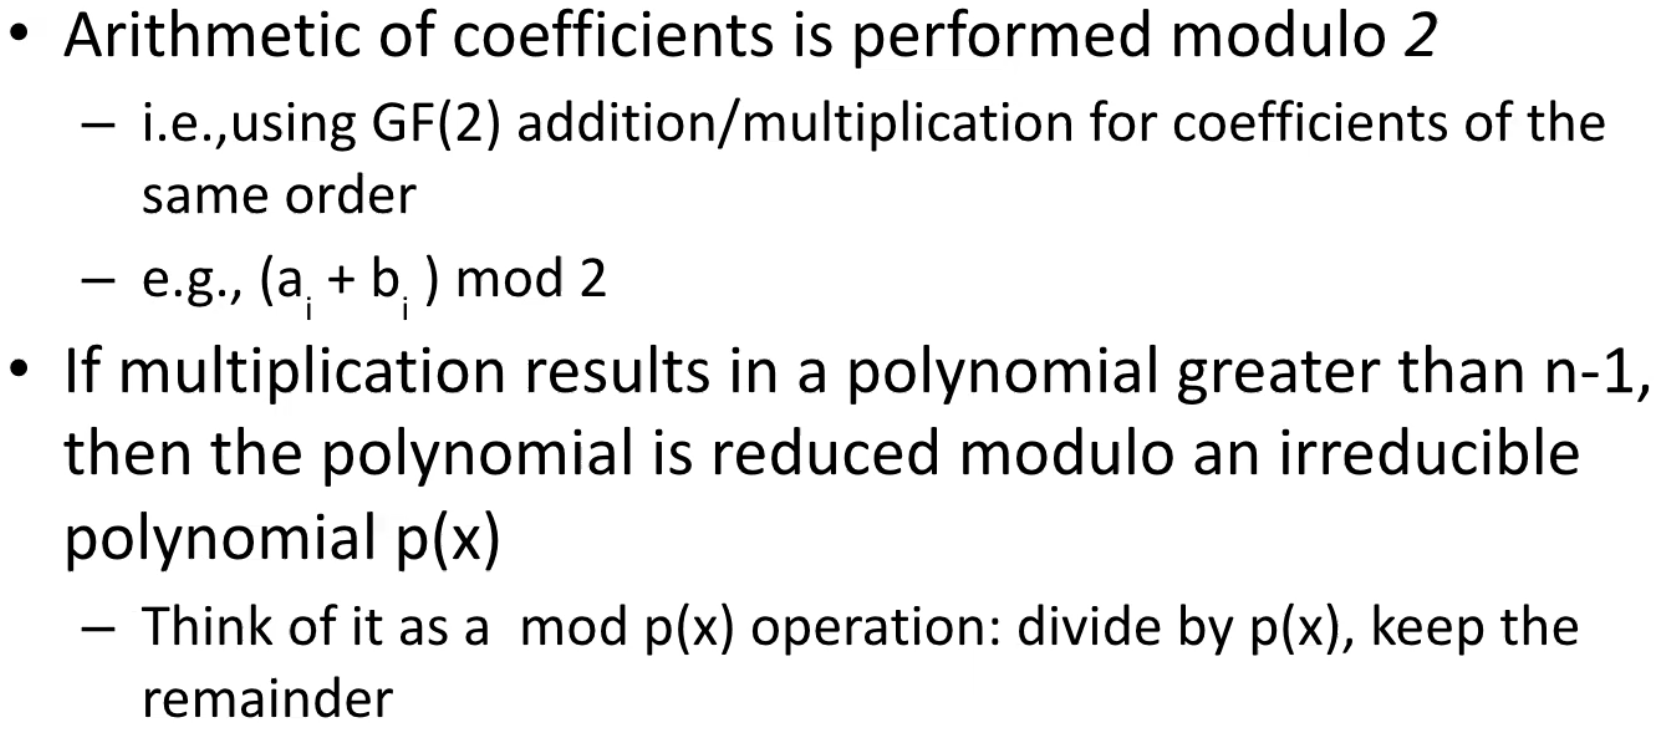 • Arithmetic of coefficients is performed modulo 2
– i.e.,using GF(2) addition/multiplication for coefficients of the
same order
– e.g., (aᵢ + bᵢ ) mod 2
• If multiplication results in a polynomial greater than n-1,
then the polynomial is reduced modulo an irreducible
polynomial p(x)
– Think of it as a  mod p(x) operation: divide by p(x), keep the
remainder